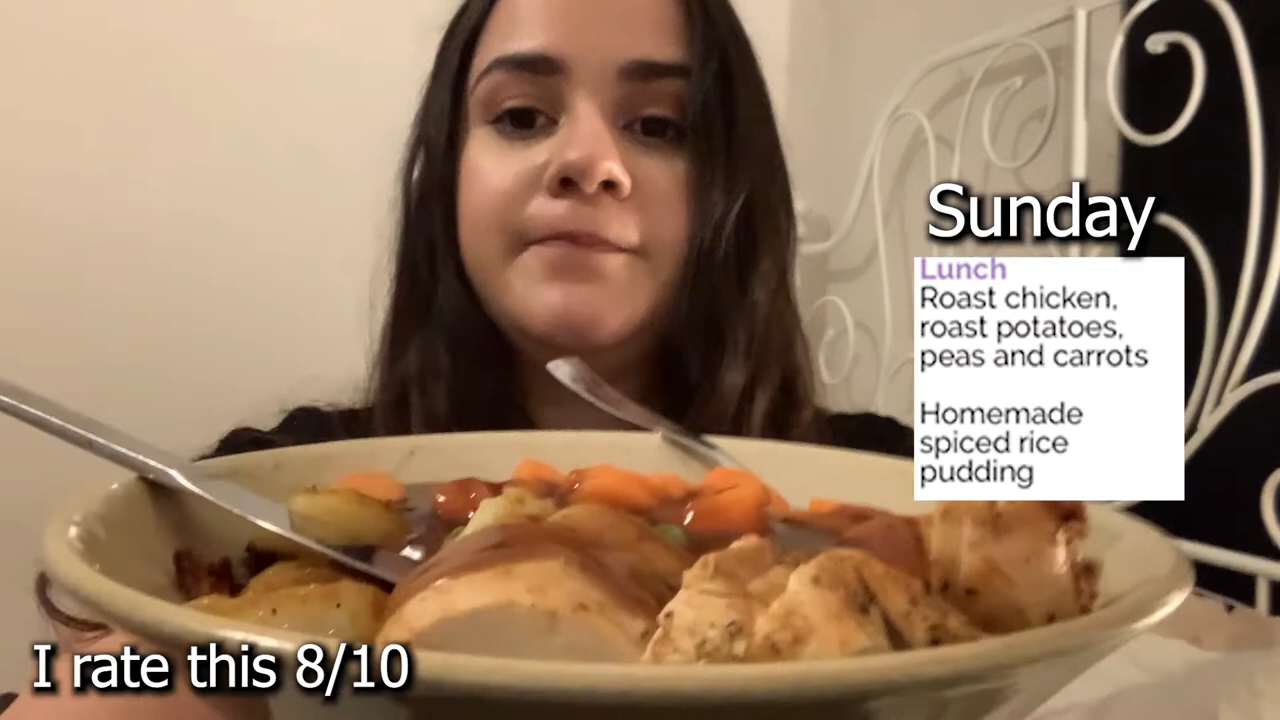 Sunday
Lunch
Roast chicken,
roast potatoes,
peas and carrots
Homemade
spiced rice
pudding
I rate this 8/10